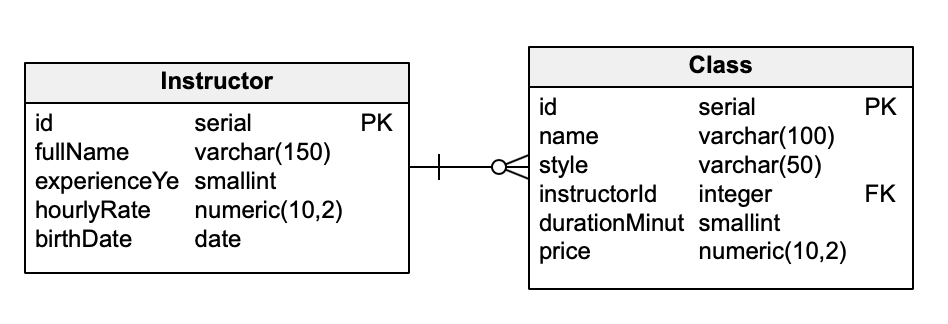 Instructor
id serial PK
fullName varchar(150)
experienceYe smallint
hourlyRate numeric(10,2)
birthDate date
Class
id serial PK
name varchar(100)
style varchar(50)
instructorId integer FK
durationMinut smallint
price numeric(10,2)